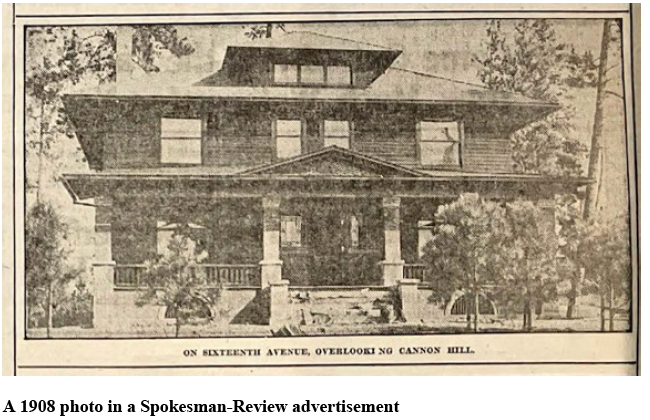 ON SIXTEENTH AVENUE, OVERLOOKI NG CANNON HILL.
A 1908 photo in a Spokesman-Review advertisement